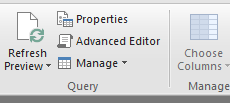 Properties
Advanced Editor
Manage
Refresh
Preview
Query
Choose
Columns
Manage